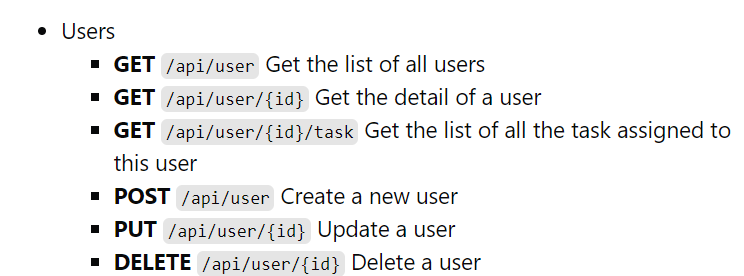 Users
GET /api/user Get the list of all users
GET /api/user/{id} Get the detail of a user
GET /api/user/{id}/task Get the list of all the task assigned to
this user
POST /api/user Create a new user
PUT /api/user/{id} Update a user
DELETE /api/user/{id} Delete a user